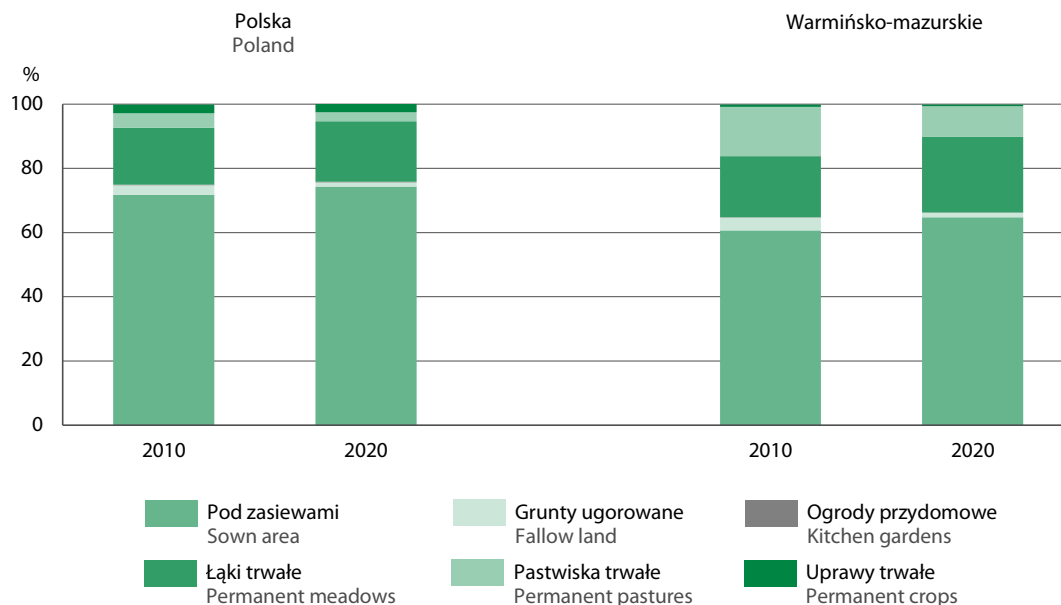 Polska
Poland
Warmińsko-mazurskie
%
100
80
60
40
20
0
2010
2020
2010
2020
Pod zasiewami
Sown area
Grunty ugorowane
Fallow land
Ogrody przydomowe
Kitchen gardens
Łąki trwałe
Permanent meadows
Pastwiska trwałe
Permanent pastures
Uprawy trwałe
Permanent crops